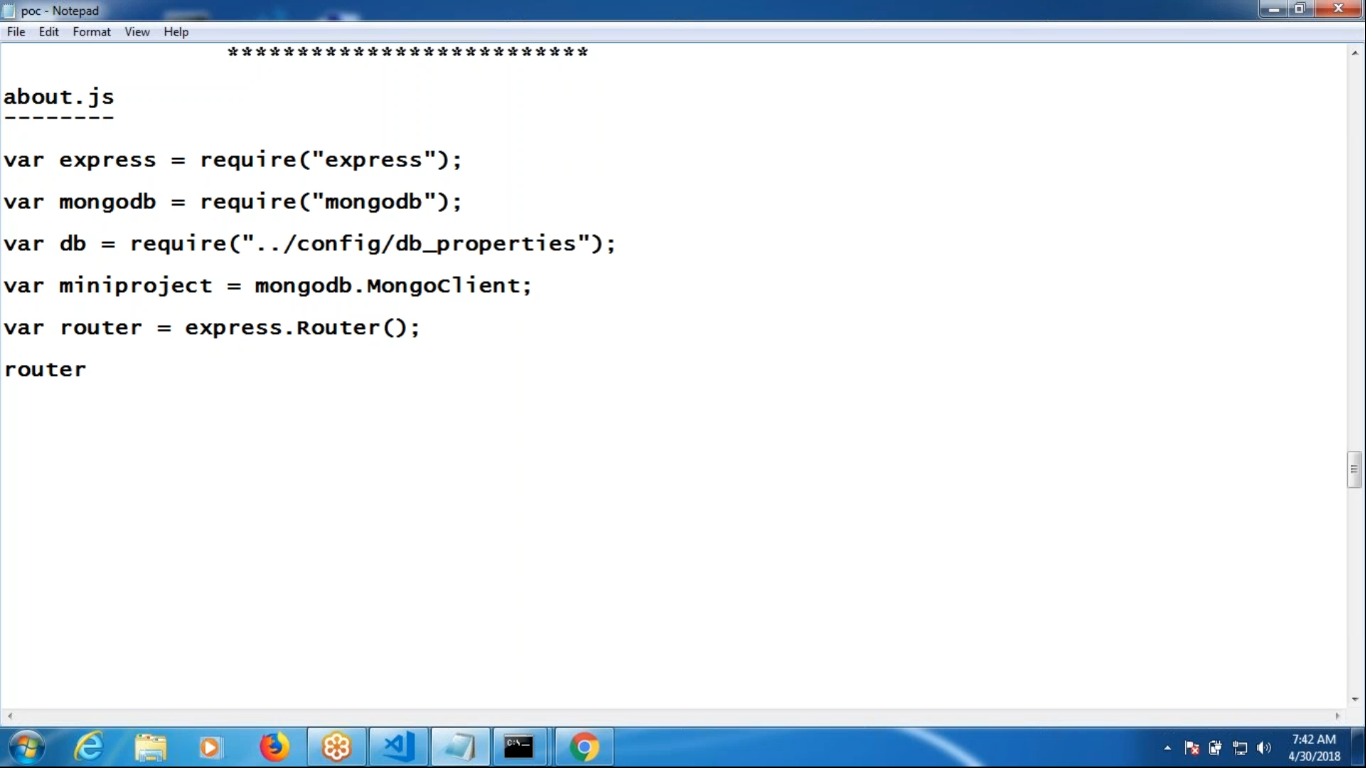 poc - Notepad
File Edit Format View Help
**************************
about.js
--------
var express = require("express");
var mongodb = require("mongodb");
var db = require("../config/db_properties");
var miniproject = mongodb.MongoClient;
var router = express.Router();
router
7:42 AM
4/30/2018